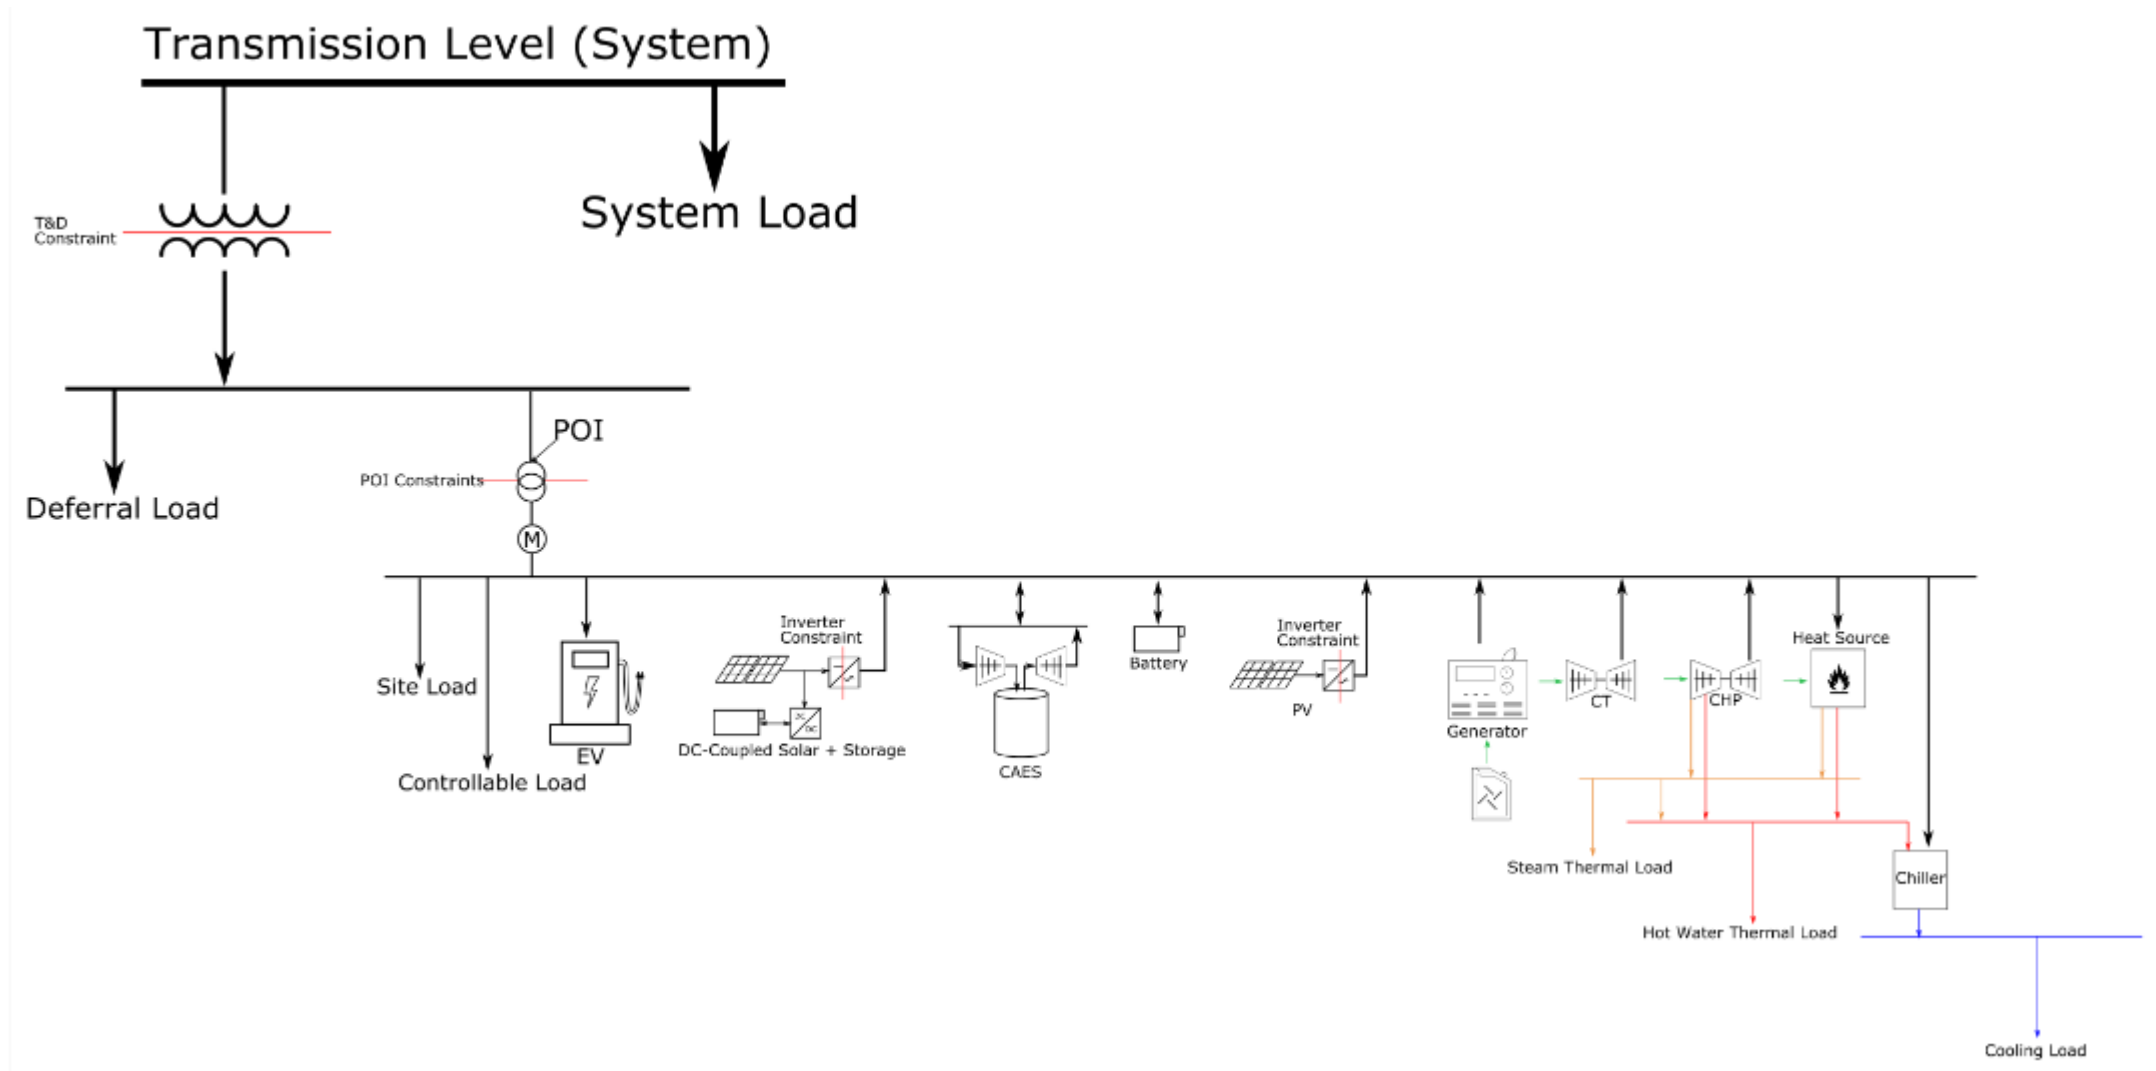 Transmission Level (System)
System Load
T&D
Constraint
POI
POI Constraints
Deferral Load
M
Site Load
Controllable Load
EV
Inverter
Constraint
DC-Coupled Solar + Storage
CAES
Battery
Inverter
Constraint
PV
Generator
CT
CHP
Heat Source
Steam Thermal Load
Hot Water Thermal Load
Chiller
Cooling Load